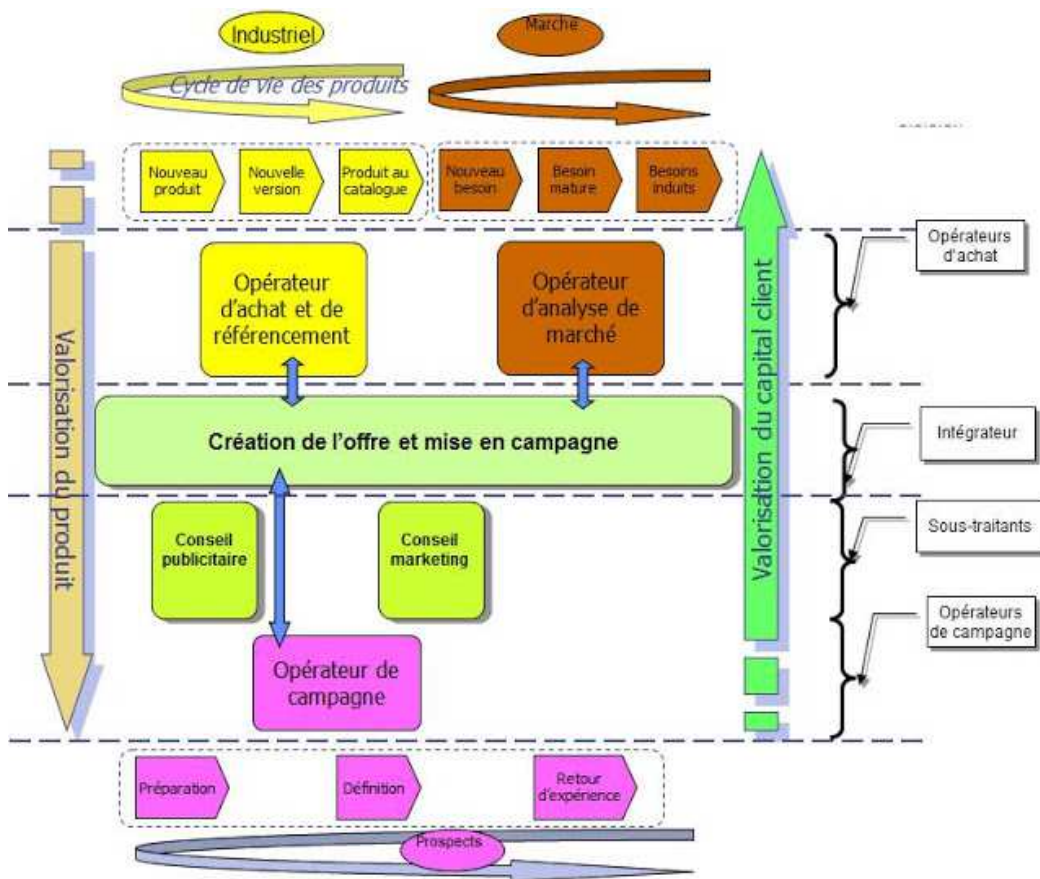 Industriel
Marche
Cycle de vie des produits
Nouveau
produit
Nouvelle
version
Produit au
catalogue
Nouveau
besoin
Besoin
mature
Besoins
induits
Opérateur
d'achat et de
référencement
Opérateur
d'analyse de
marché
Opérateurs
d'achat
Valorisation du produit
Création de l'offre et mise en campagne
Valorisation du capital client
Intégrateur
Conseil
publicitaire
Conseil
marketing
Sous-traitants
Opérateur de
campagne
Opérateurs
de campagne
Préparation
Définition
Retour
d'expérience
Prospects